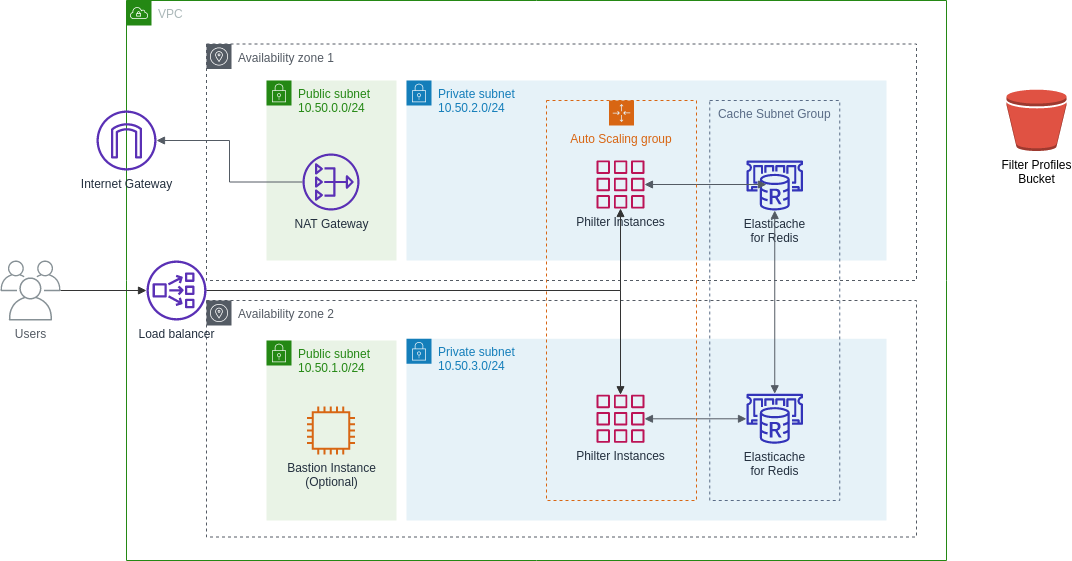 VPC
Availability zone 1
Public subnet
10.50.0.0/24
Private subnet
10.50.2.0/24
Cache Subnet Group
Auto Scaling group
Internet Gateway
NAT Gateway
Philter Instances
Elasticache
for Redis
R
Filter Profiles
Bucket
Users
Load balancer
Availability zone 2
Public subnet
10.50.1.0/24
Private subnet
10.50.3.0/24
Bastion Instance
(Optional)
Philter Instances
R
Elasticache
for Redis